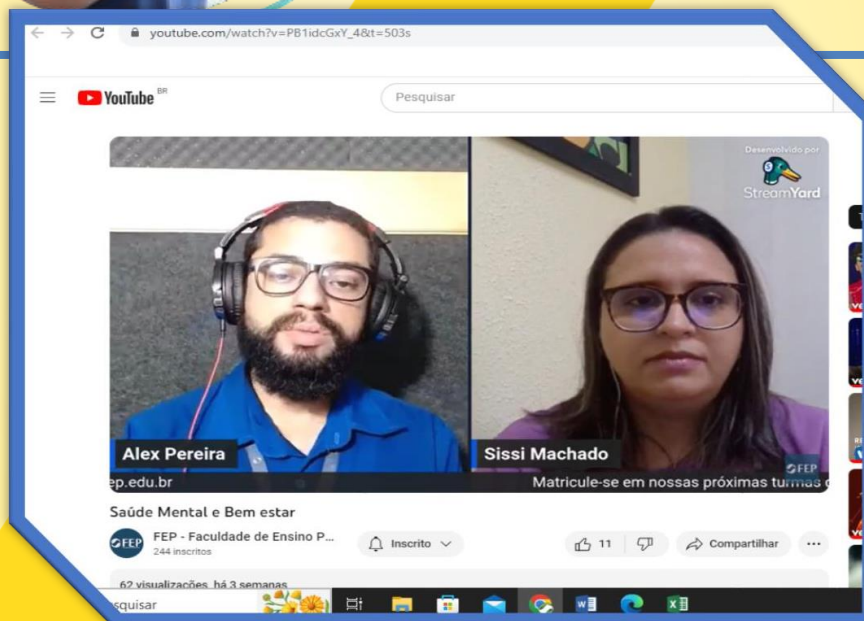 youtube.com/watch?v=PB1idcGxY_4&t=503s
YouTube BR
Pesquisar
Desenvolvido por
StreamYard
Alex Pereira
Sissi Machado
FEP
ep.edu.br
Matricule-se em nossas próximas turmas
Saúde Mental e Bem estar
FEP
FEP - Faculdade de Ensino P...
244 inscritos
Inscrito
11
Compartilhar
...
62 visualizações há 3 semanas
squisar